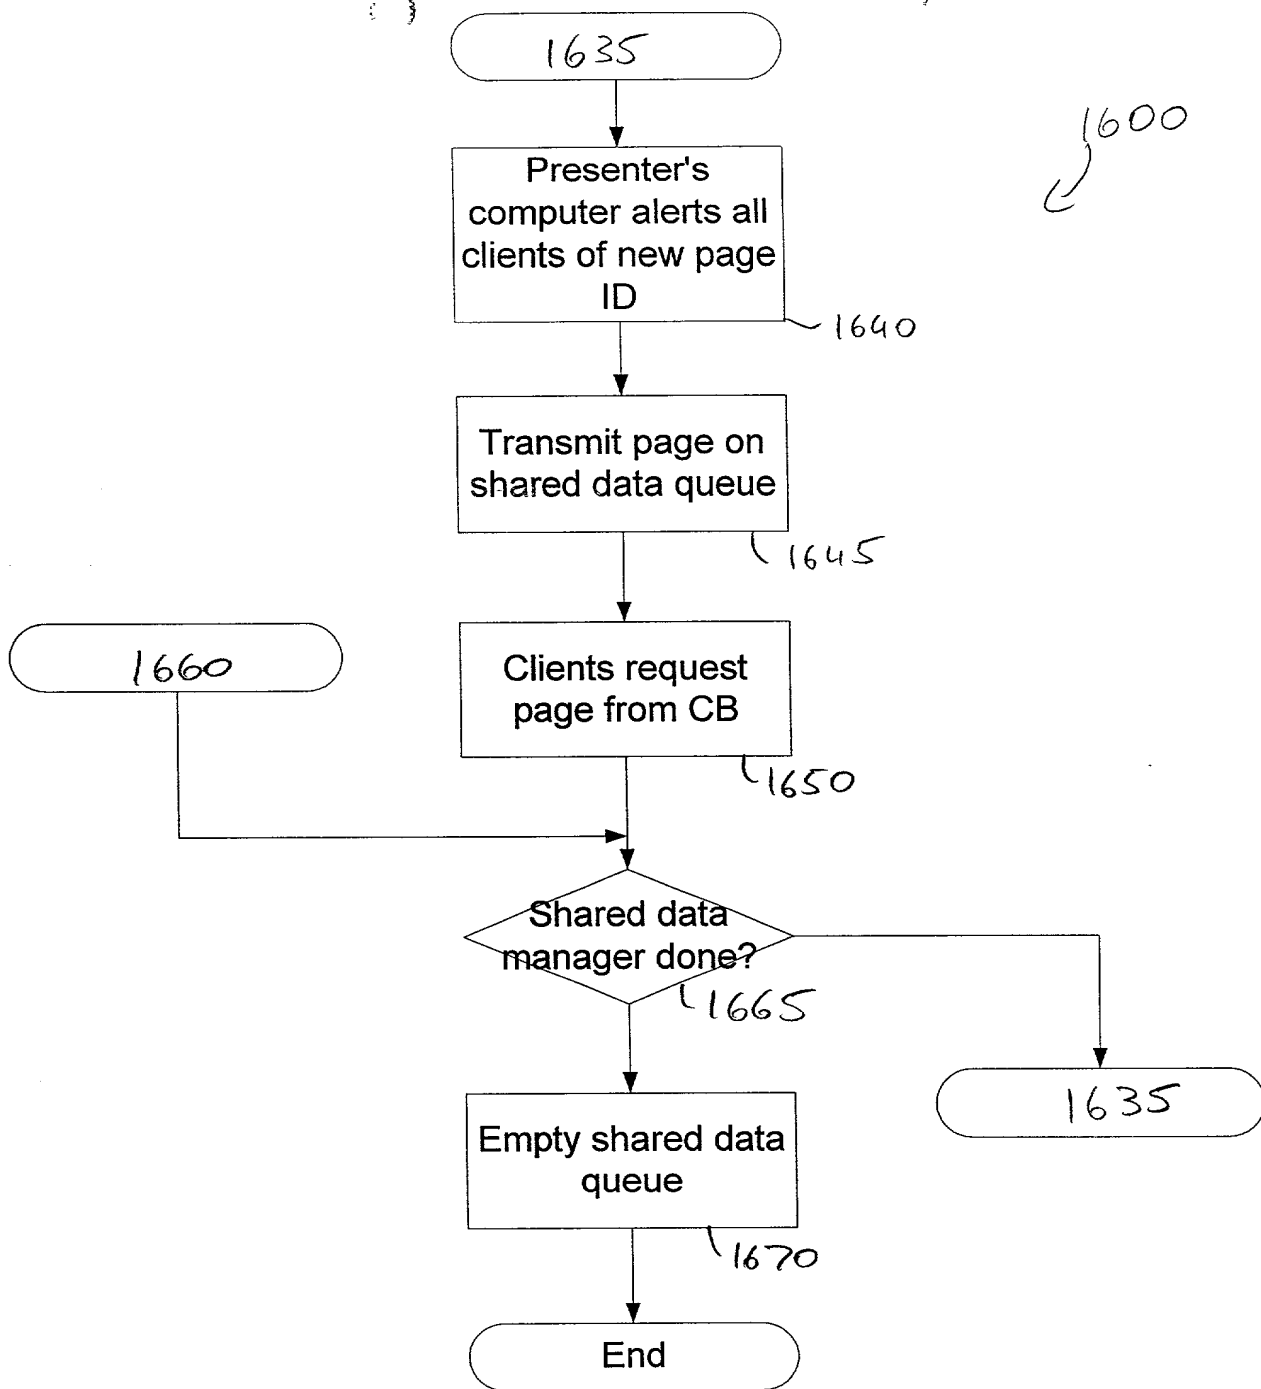 1635
1600
Presenter's
computer alerts all
clients of new page
ID
1640
Transmit page on
shared data queue
1645
1660
Clients request
page from CB
1650
Shared data
manager done?
1665
1635
Empty shared data
queue
1670
End